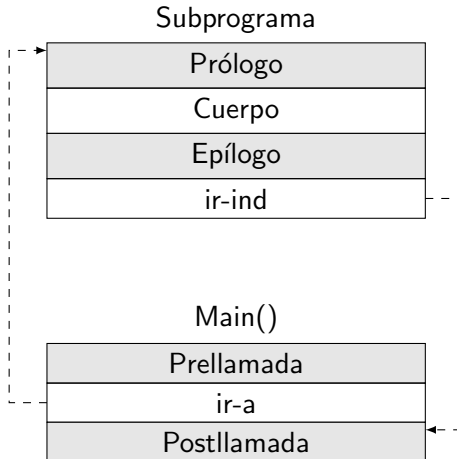 Subprograma
Prólogo
Cuerpo
Epílogo
ir-ind
Main()
Prellamada
ir-a
Postllamada